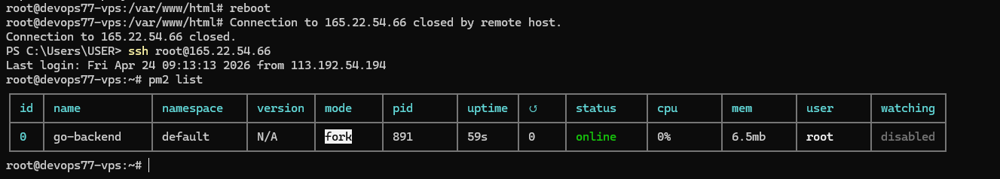 root@devops77-vps:/var/www/html# reboot
root@devops77-vps:/var/www/html# Connection to 165.22.54.66 closed by remote host.
Connection to 165.22.54.66 closed.
PS C:\Users\USER> ssh root@165.22.54.66
Last login: Fri Apr 24 09:13:13 2026 from 113.192.54.194
root@devops77-vps:~# pm2 list
id name namespace version mode pid uptime ↺ status cpu mem user watching
0 go-backend default N/A fork 891 59s 0 online 0% 6.5mb root disabled
root@devops77-vps:~#